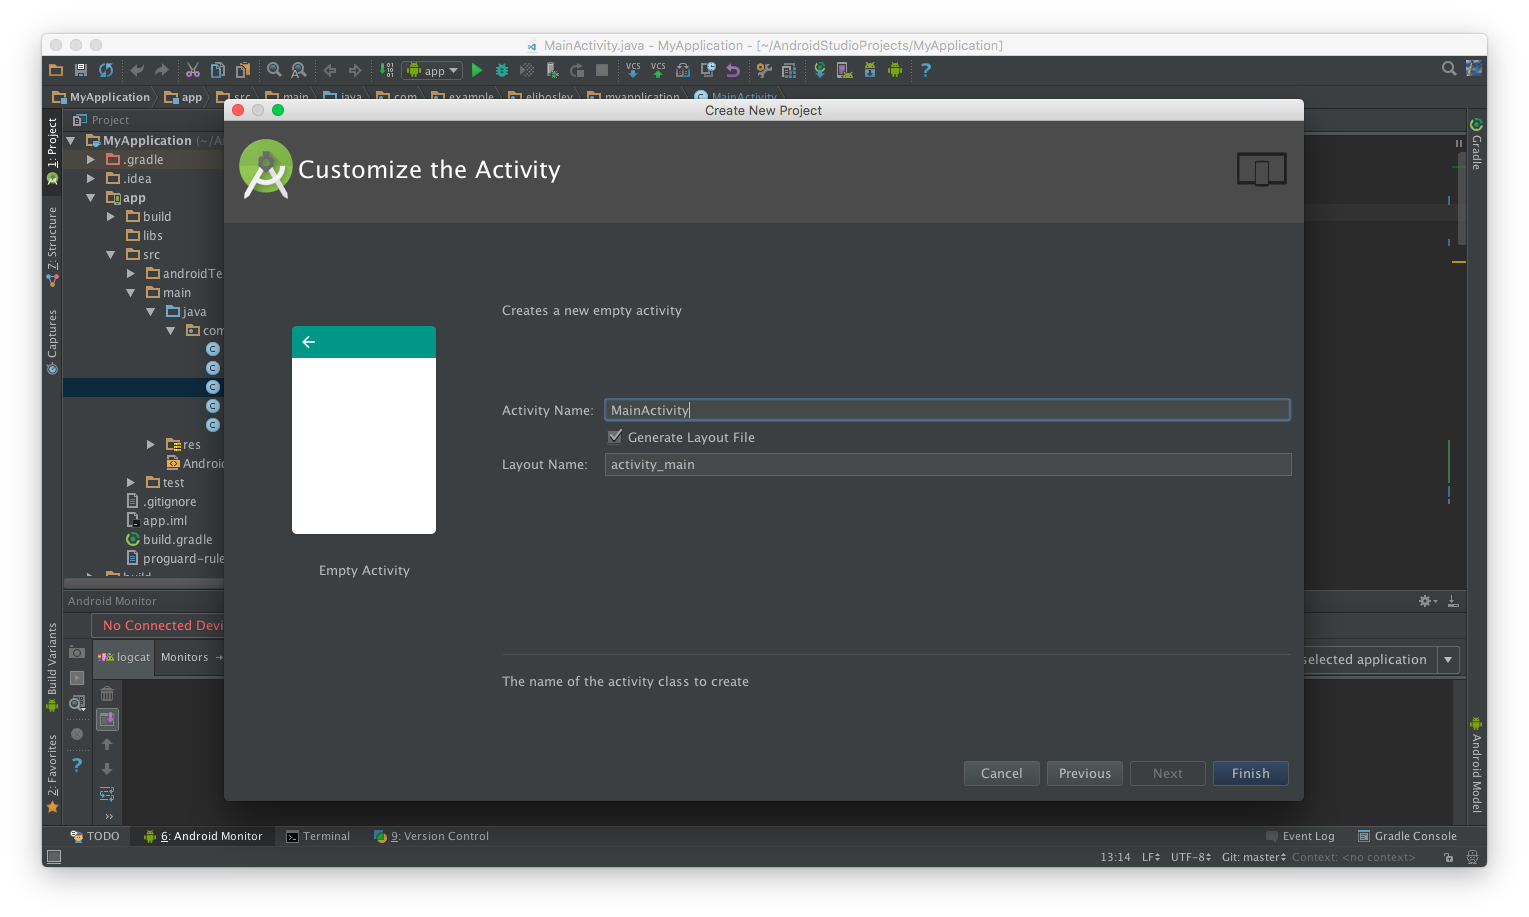 MainActivity.java - MyApplication - [~/AndroidStudioProjects/MyApplication]
app
VCS VCS
MyApplication app src main java com example elibosley myapplication MainActivity
Create New Project
Customize the Activity
Creates a new empty activity
Activity Name: MainActivity
Generate Layout File
Layout Name: activity_main
Empty Activity
The name of the activity class to create
Cancel Previous Next Finish
1: Project
Z: Structure
Captures
Build Variants
2: Favorites
Project
MyApplication (~/A
.gradle
.idea
app
build
libs
src
androidTe
main
java
com
res
Androi
test
.gitignore
app.iml
build.gradle
proguard-rule
build
Android Monitor
No Connected Devi
logcat Monitors
selected application
Gradle
Android Model
TODO 6: Android Monitor Terminal 9: Version Control Event Log Gradle Console
13:14 LF UTF-8 Git: master Context: <no context>